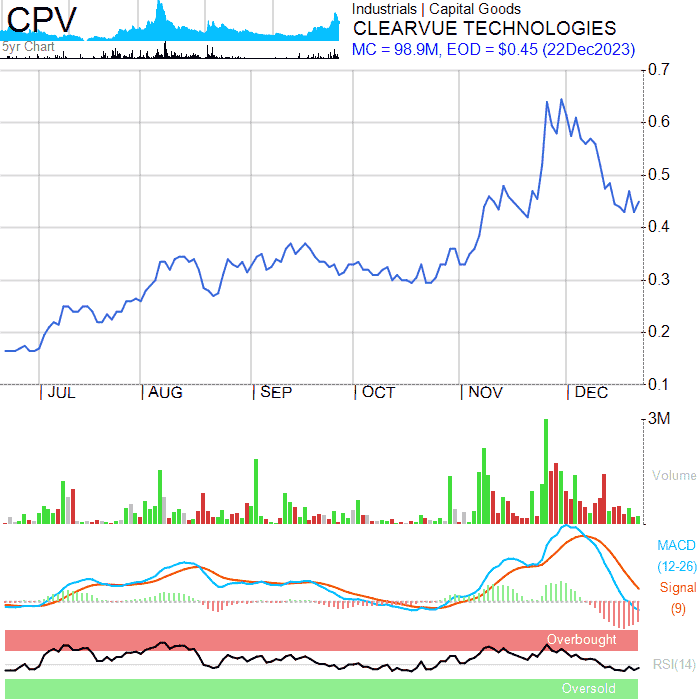 CPV
5yr Chart
Industrials | Capital Goods
CLEARVUE TECHNOLOGIES
MC = 98.9M, EOD = $0.45 (22Dec2023)
0.7
0.6
0.5
0.4
0.3
0.2
0.1
JUL AUG SEP OCT NOV DEC
3M
Volume
MACD
(12-26)
Signal
(9)
Overbought
RSI(14)
Oversold